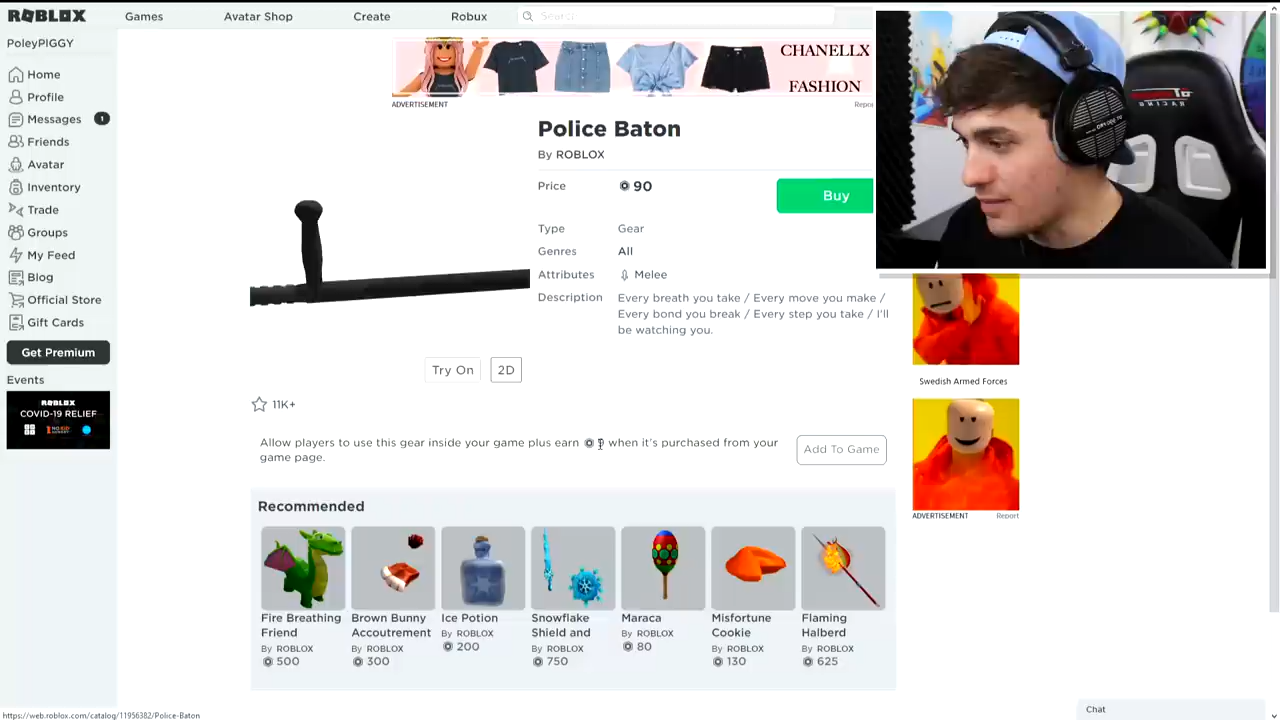 ROBLOX
Games
Avatar Shop
Create
Robux
Search
PoleyPIGGY
Home
Profile
Messages
1
Friends
Avatar
Inventory
Trade
Groups
My Feed
Blog
Official Store
Gift Cards
Get Premium
Events
ROBLOX
COVID-19 RELIEF
CHANELLX
FASHION
ADVERTISEMENT
Police Baton
By ROBLOX
Price
90
Buy
Type
Gear
Genres
All
Attributes
Melee
Description
Every breath you take / Every move you make /
Every bond you break / Every step you take / I'll
be watching you.
Try On
2D
11K+
Allow players to use this gear inside your game plus earn when it's purchased from your
game page.
Add To Game
Swedish Armed Forces
ADVERTISEMENT
Report
Recommended
Fire Breathing
Friend
By ROBLOX
500
Brown Bunny
Accoutrement
By ROBLOX
300
Ice Potion
By ROBLOX
200
Snowflake
Shield and
By ROBLOX
750
Maraca
By ROBLOX
80
Misfortune
Cookie
By ROBLOX
130
Flaming
Halberd
By ROBLOX
625
https://web.roblox.com/catalog/11956382/Police-Baton
Chat